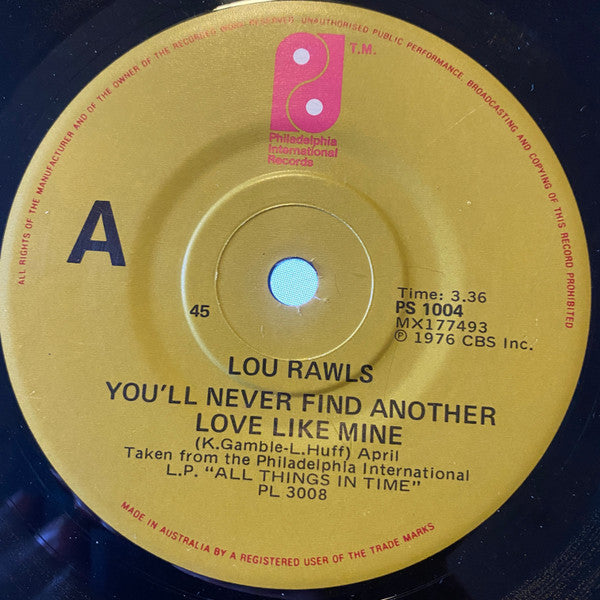 ALL RIGHTS OF THE MANUFACTURER AND OF THE OWNER OF THE RECORDED WORK RESERVED. UNAUTHORISED PUBLIC PERFORMANCE, BROADCASTING AND COPYING OF THIS RECORD PROHIBITED
T.M.
Philadelphia
International
Records
A
45
Time: 3.36
PS 1004
MX177493
℗ 1976 CBS Inc.
LOU RAWLS
YOU'LL NEVER FIND ANOTHER
LOVE LIKE MINE
(K.Gamble-L.Huff) April
Taken from the Philadelphia International
L.P. “ALL THINGS IN TIME”
PL 3008
MADE IN AUSTRALIA BY A REGISTERED USER OF THE TRADE MARKS